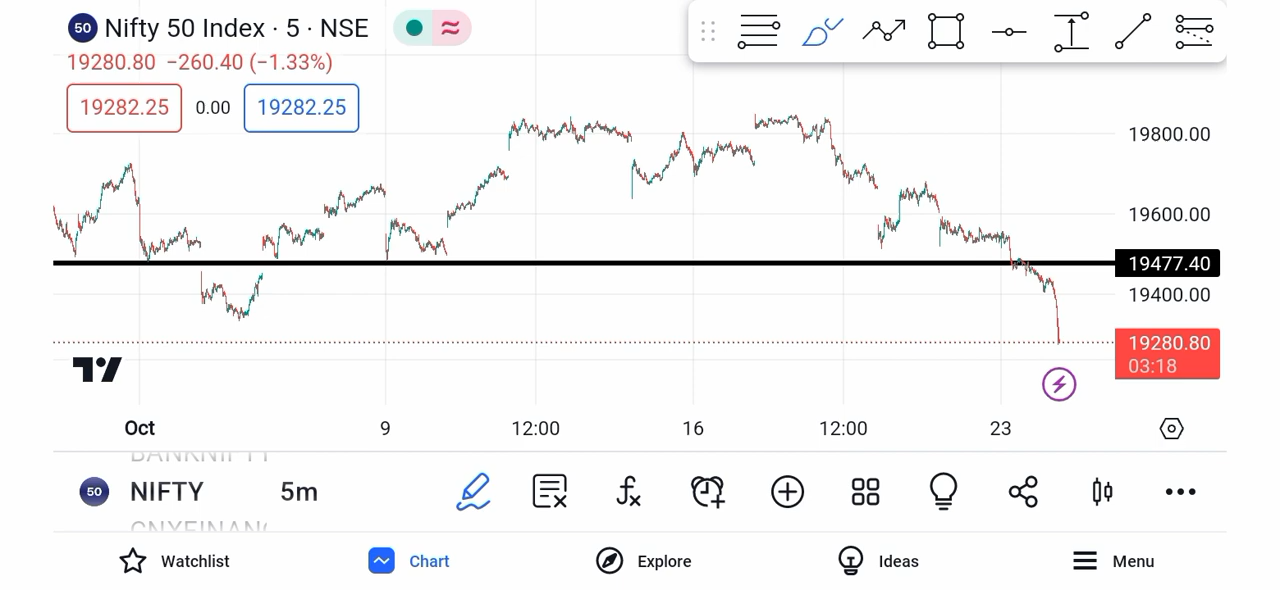 50 Nifty 50 Index · 5 · NSE
19280.80 −260.40 (−1.33%)
19282.25 0.00 19282.25
19800.00
19600.00
19477.40
19400.00
19280.80
03:18
Oct 9 12:00 16 12:00 23
BANKNIFTY
50 NIFTY 5m
Watchlist Chart Explore Ideas Menu